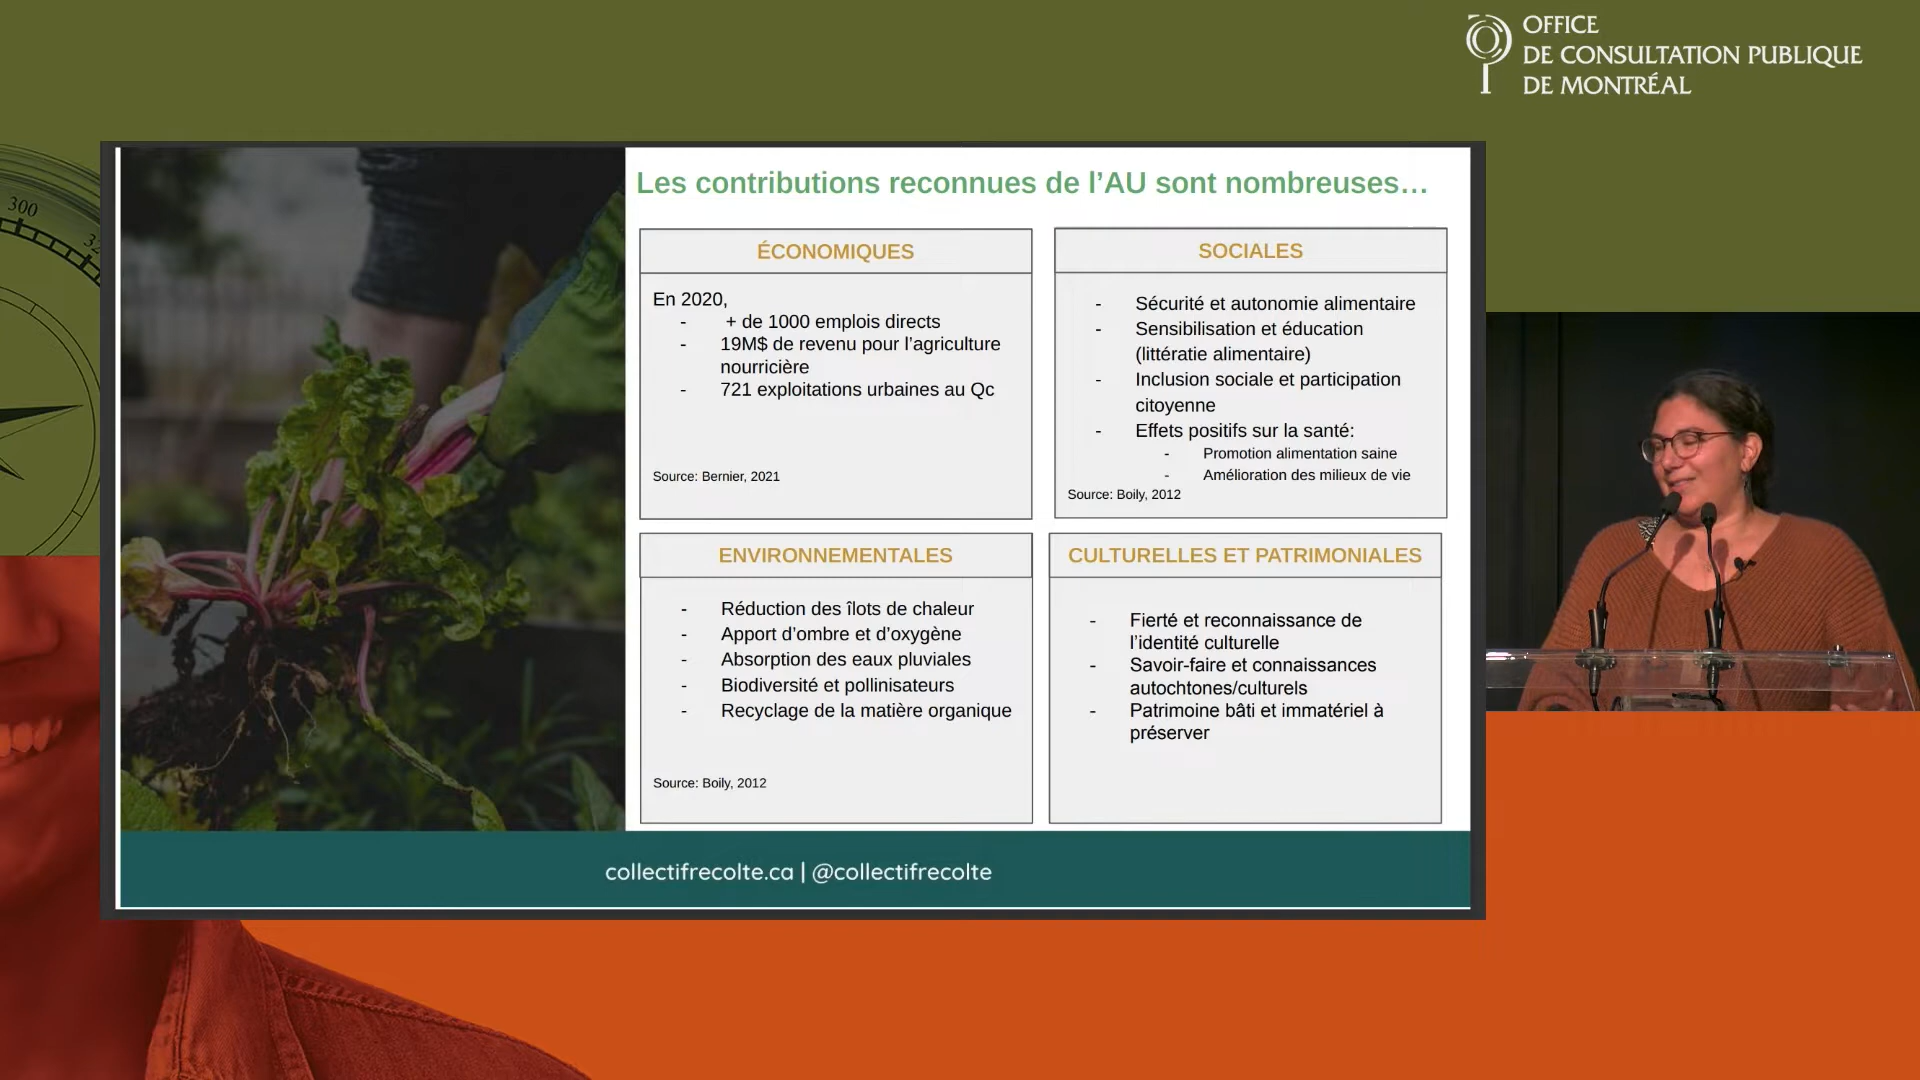 OFFICE
DE CONSULTATION PUBLIQUE
DE MONTRÉAL
300
Les contributions reconnues de l’AU sont nombreuses…
ÉCONOMIQUES
En 2020,
- + de 1000 emplois directs
- 19M$ de revenu pour l’agriculture
nourricière
- 721 exploitations urbaines au Qc
Source: Bernier, 2021
SOCIALES
- Sécurité et autonomie alimentaire
- Sensibilisation et éducation
(littératie alimentaire)
- Inclusion sociale et participation
citoyenne
- Effets positifs sur la santé:
- Promotion alimentation saine
- Amélioration des milieux de vie
Source: Boily, 2012
ENVIRONNEMENTALES
- Réduction des îlots de chaleur
- Apport d’ombre et d’oxygène
- Absorption des eaux pluviales
- Biodiversité et pollinisateurs
- Recyclage de la matière organique
Source: Boily, 2012
CULTURELLES ET PATRIMONIALES
- Fierté et reconnaissance de
l’identité culturelle
- Savoir-faire et connaissances
autochtones/culturels
- Patrimoine bâti et immatériel à
préserver
collectifrecolte.ca | @collectifrecolte